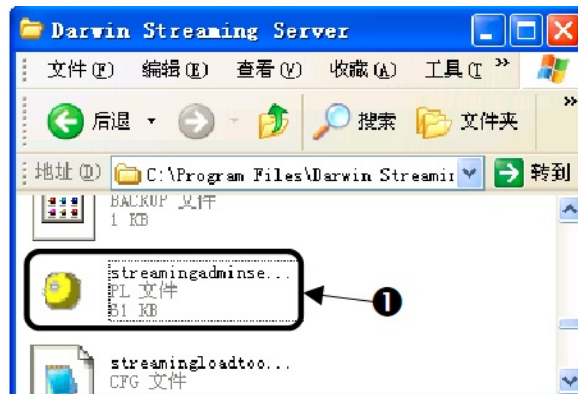 Darwin Streaming Server
文件(F) 编辑(E) 查看(V) 收藏(A) 工具(T »
后退 搜索 文件夹 »
地址(D) C:\Program Files\Darwin Streamin 转到
BACKUP 文件
1 KB
streamingadminse...
PL 文件
31 KB
❶
streamingloadtoo...
CFG 文件